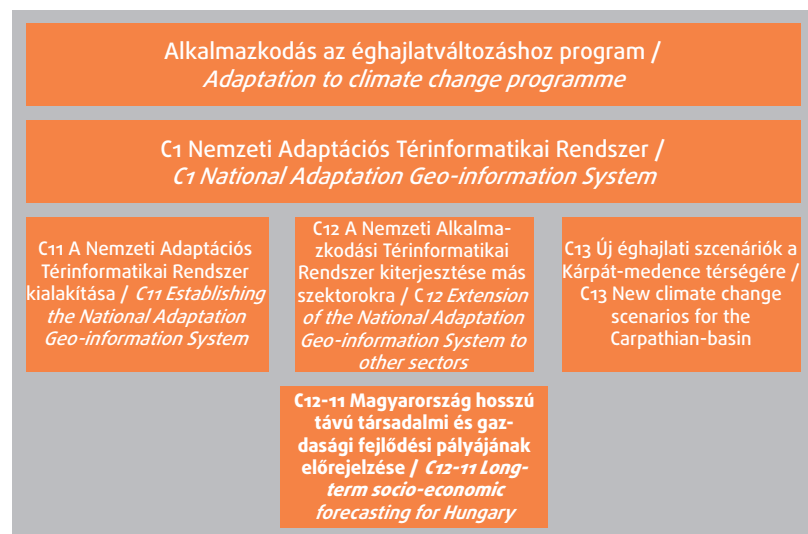 Alkalmazkodás az éghajlatváltozáshoz program /
Adaptation to climate change programme
C1 Nemzeti Adaptációs Térinformatikai Rendszer /
C1 National Adaptation Geo-information System
C11 A Nemzeti Adaptációs
Térinformatikai Rendszer
kialakítása / C11 Establishing
the National Adaptation
Geo-information System
C12 A Nemzeti Alkalma-
zkodási Térinformatikai
Rendszer kiterjesztése más
szektorokra / C12 Extension
of the National Adaptation
Geo-information System to
other sectors
C13 Új éghajlati szcenáriók a
Kárpát-medence térségére /
C13 New climate change
scenarios for the
Carpathian-basin
C12-11 Magyarország hosszú
távú társadalmi és gaz-
dasági fejlődési pályájának
előrejelzése / C12-11 Long-
term socio-economic
forecasting for Hungary